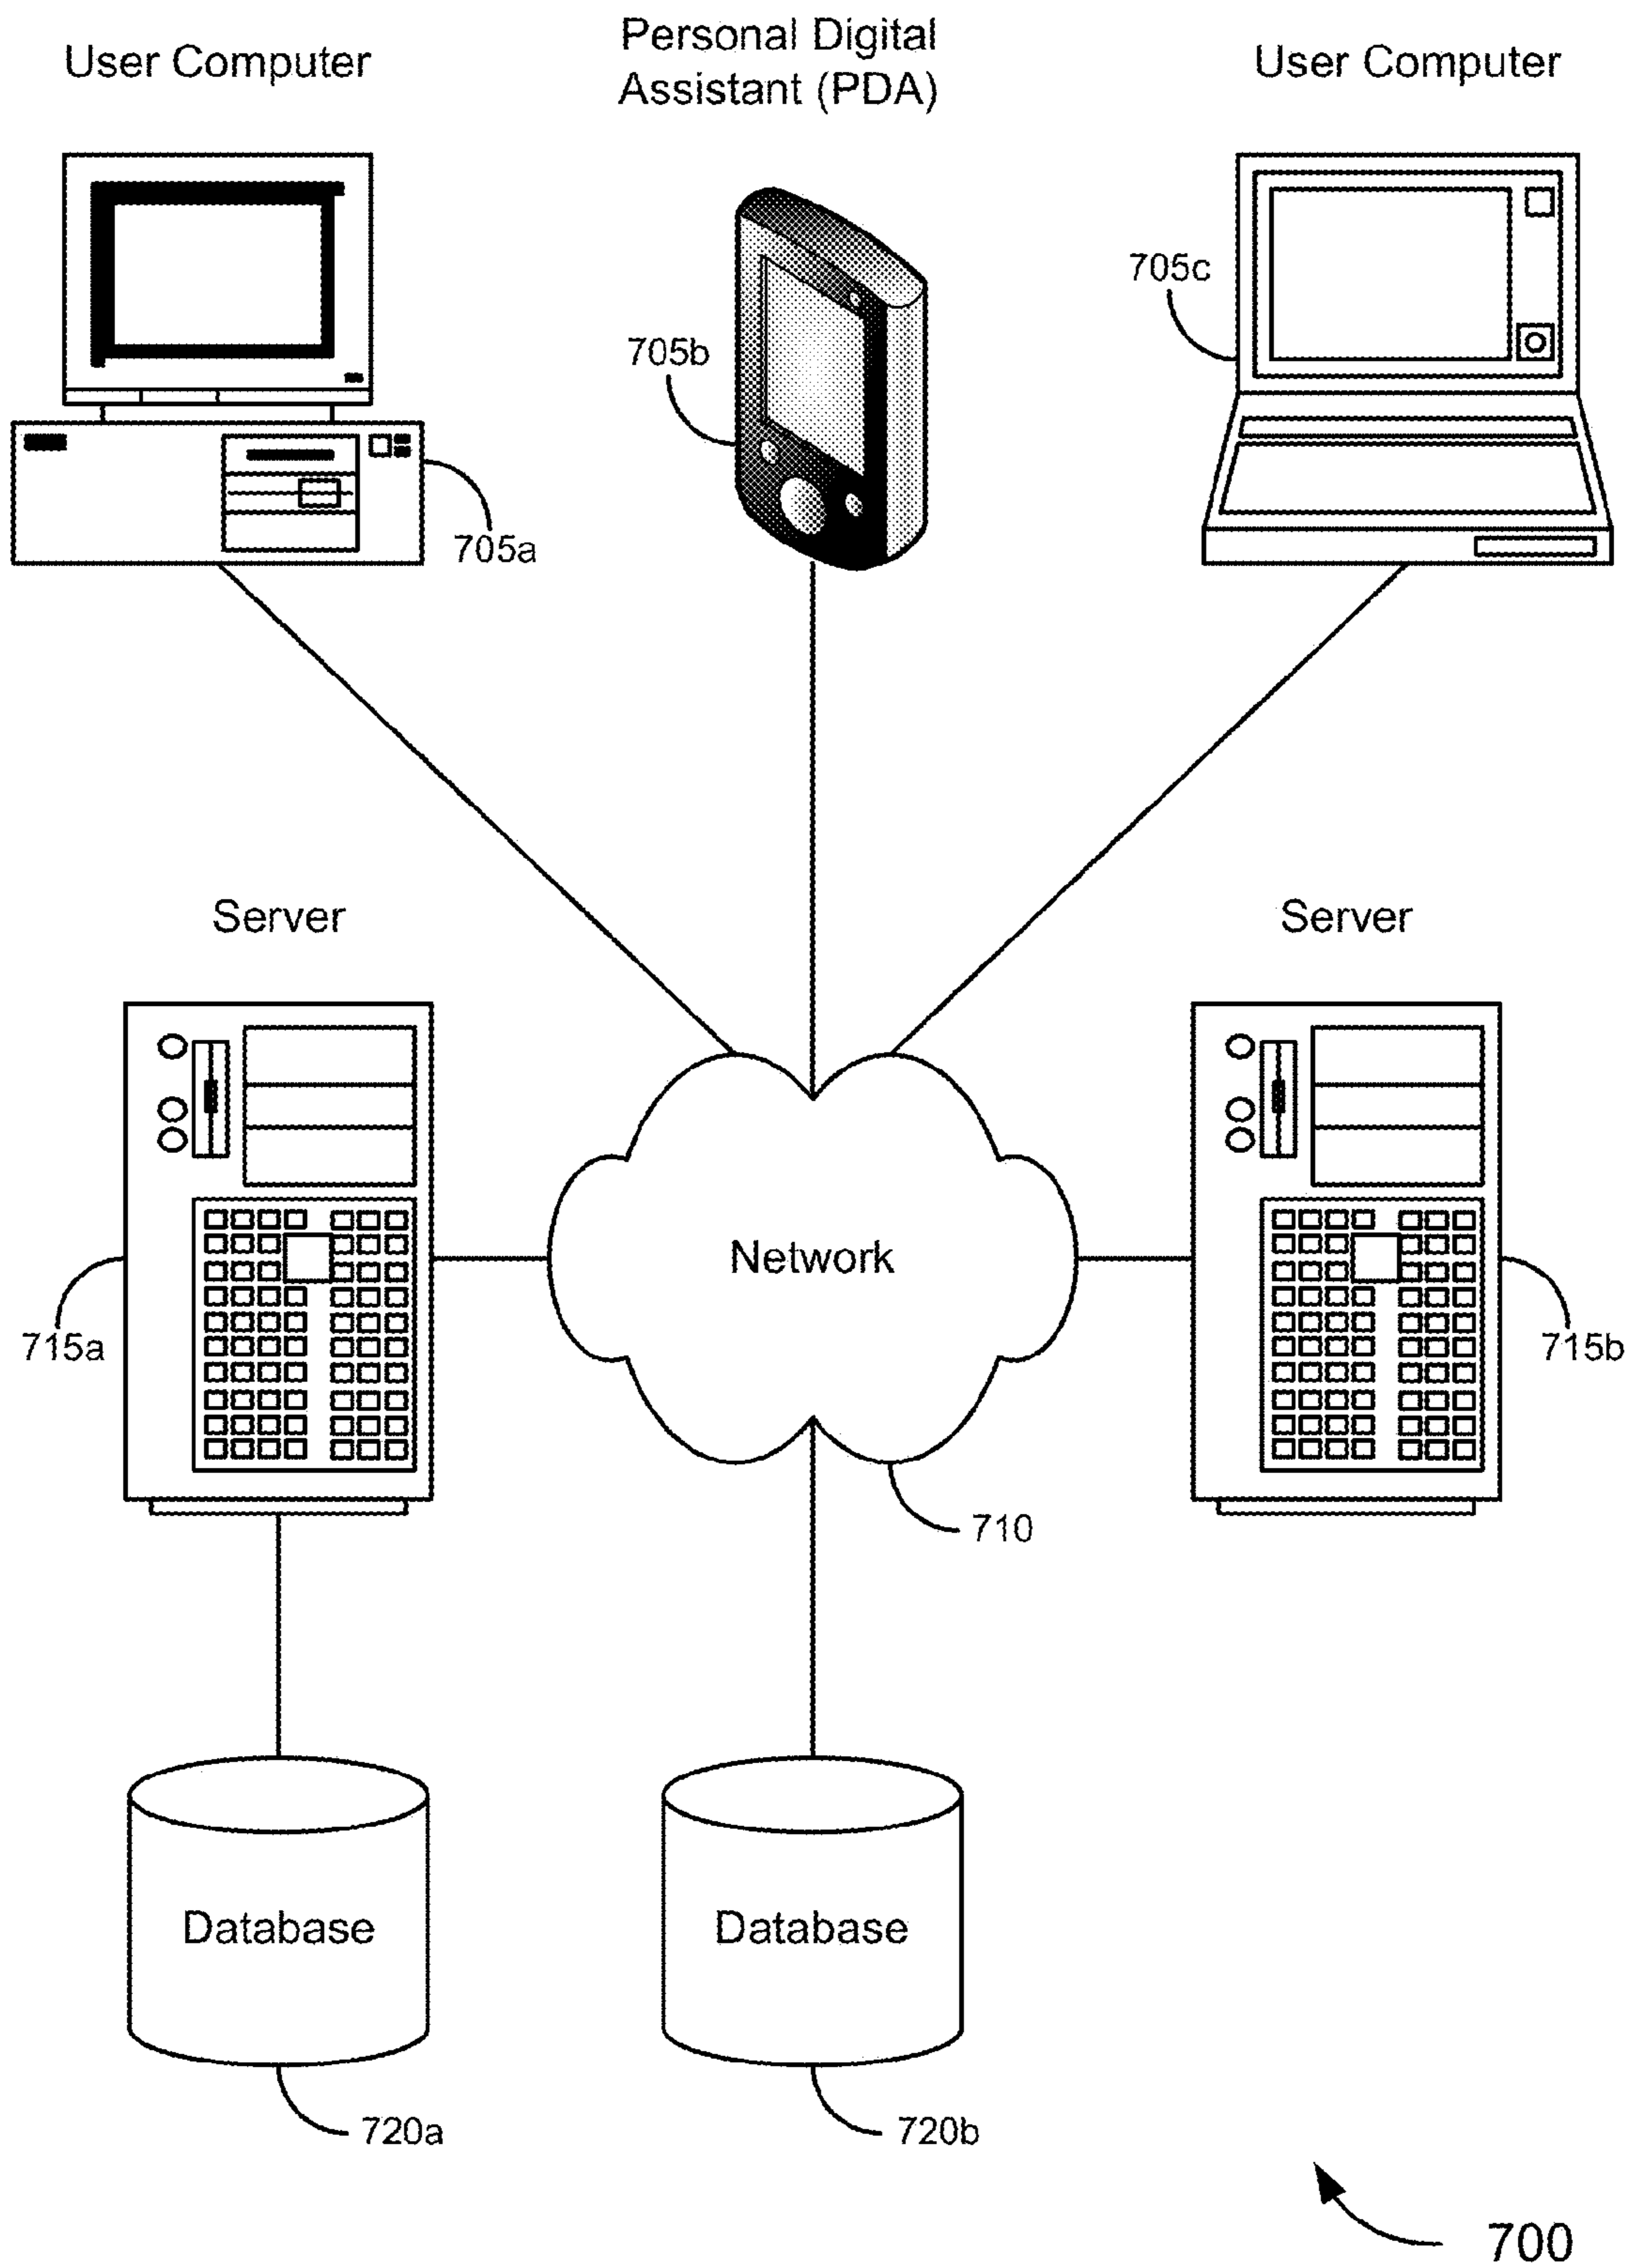 User Computer
Personal Digital
Assistant (PDA)
User Computer
705c
705b
705a
Server
Server
Network
715a
715b
710
Database
Database
720a
720b
700